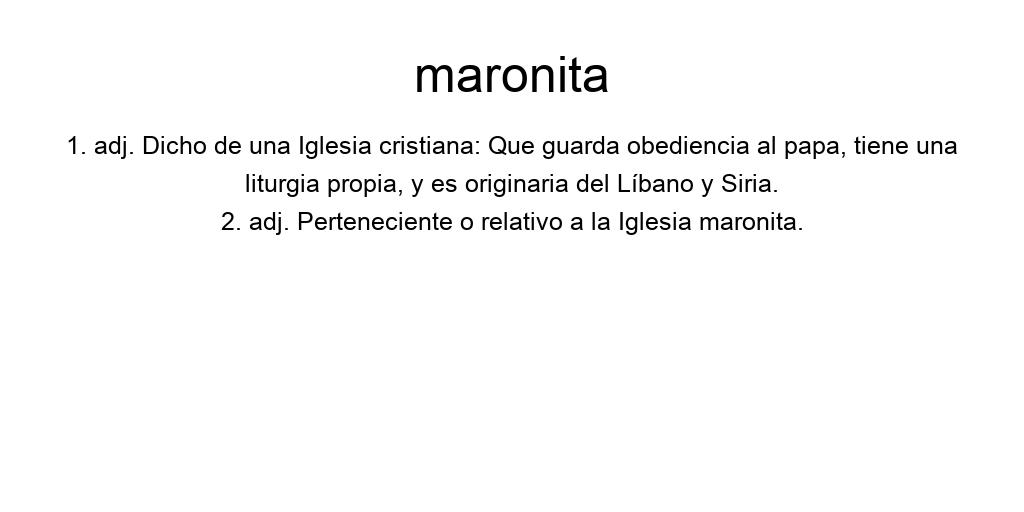 maronita
1. adj. Dicho de una Iglesia cristiana: Que guarda obediencia al papa, tiene una
liturgia propia, y es originaria del Líbano y Siria.
2. adj. Perteneciente o relativo a la Iglesia maronita.